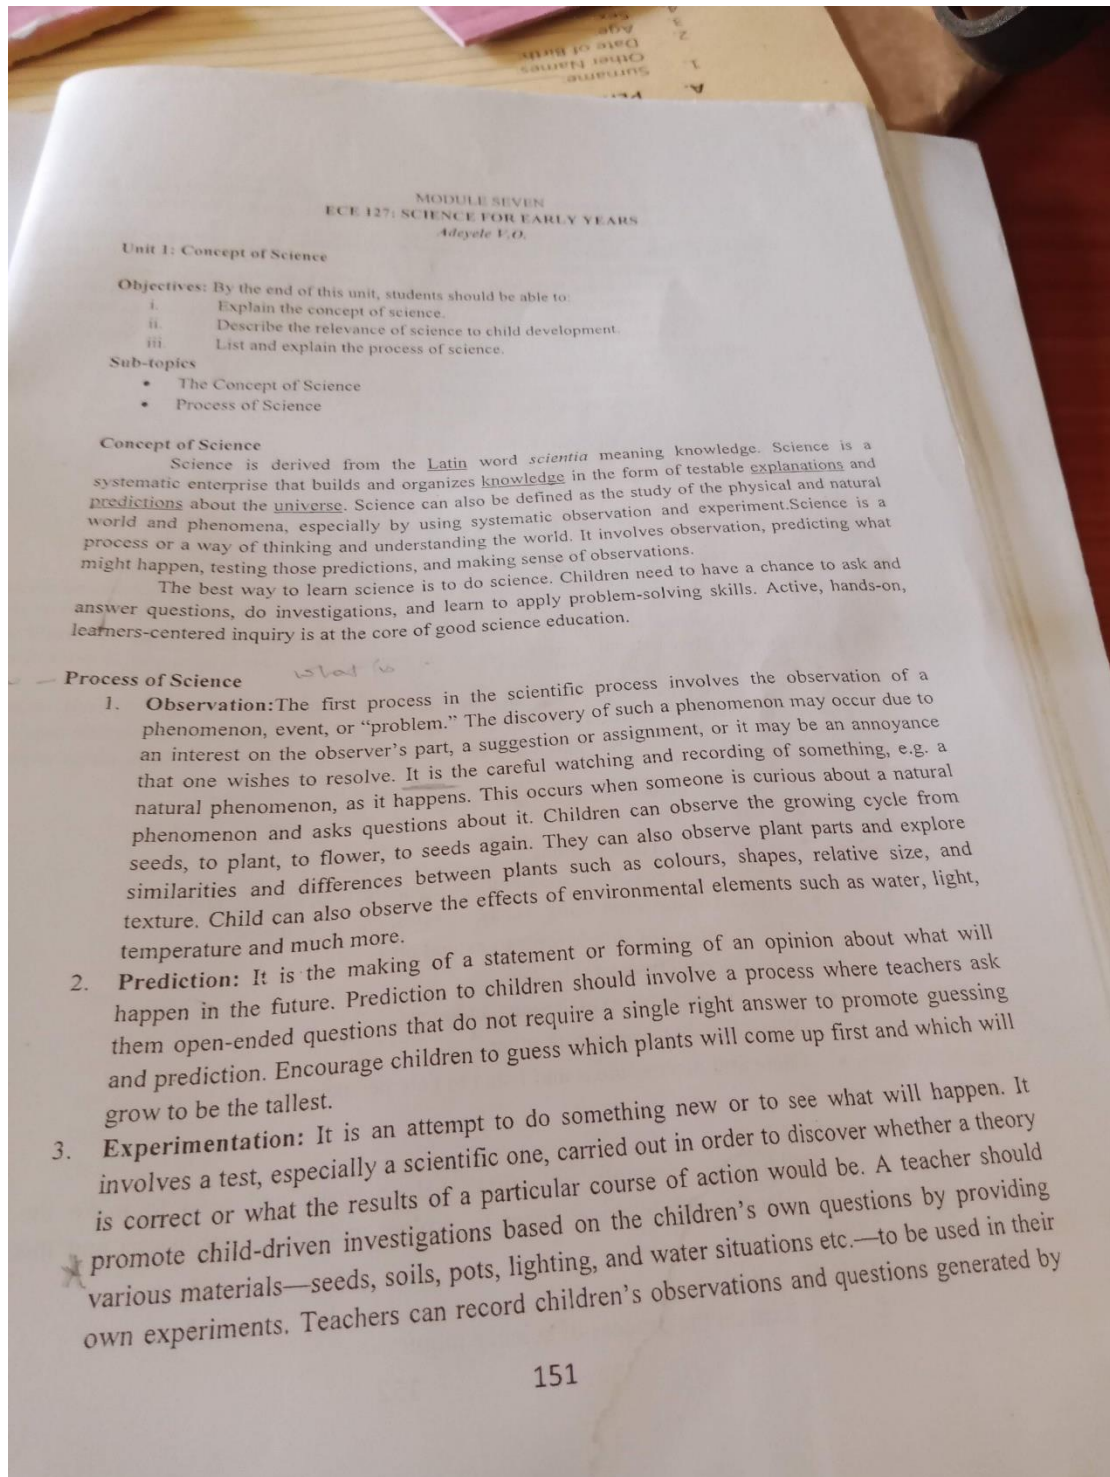 Surname:
Other Names
Date of Birth:
Age:
Sex:
A.
1
2.
3
4
MODULE SEVEN
ECE 127: SCIENCE FOR EARLY YEARS
Adeyele V.O.
Unit 1: Concept of Science
Objectives: By the end of this unit, students should be able to:
i. Explain the concept of science.
ii. Describe the relevance of science to child development.
iii. List and explain the process of science.
Sub-topics
• The Concept of Science
• Process of Science
Concept of Science
Science is derived from the Latin word scientia meaning knowledge. Science is a
systematic enterprise that builds and organizes knowledge in the form of testable explanations and
predictions about the universe. Science can also be defined as the study of the physical and natural
world and phenomena, especially by using systematic observation and experiment.Science is a
process or a way of thinking and understanding the world. It involves observation, predicting what
might happen, testing those predictions, and making sense of observations.
The best way to learn science is to do science. Children need to have a chance to ask and
answer questions, do investigations, and learn to apply problem-solving skills. Active, hands-on,
learners-centered inquiry is at the core of good science education.
Process of Science what is
1. Observation:The first process in the scientific process involves the observation of a
phenomenon, event, or “problem.” The discovery of such a phenomenon may occur due to
an interest on the observer’s part, a suggestion or assignment, or it may be an annoyance
that one wishes to resolve. It is the careful watching and recording of something, e.g. a
natural phenomenon, as it happens. This occurs when someone is curious about a natural
phenomenon and asks questions about it. Children can observe the growing cycle from
seeds, to plant, to flower, to seeds again. They can also observe plant parts and explore
similarities and differences between plants such as colours, shapes, relative size, and
texture. Child can also observe the effects of environmental elements such as water, light,
temperature and much more.
2. Prediction: It is the making of a statement or forming of an opinion about what will
happen in the future. Prediction to children should involve a process where teachers ask
them open-ended questions that do not require a single right answer to promote guessing
and prediction. Encourage children to guess which plants will come up first and which will
grow to be the tallest.
3. Experimentation: It is an attempt to do something new or to see what will happen. It
involves a test, especially a scientific one, carried out in order to discover whether a theory
is correct or what the results of a particular course of action would be. A teacher should
promote child-driven investigations based on the children’s own questions by providing
various materials—seeds, soils, pots, lighting, and water situations etc.—to be used in their
own experiments. Teachers can record children’s observations and questions generated by
151